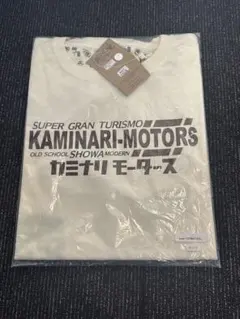 SUPER GRAN TURISMO
KAMINARI-MOTORS
OLD SCHOOL SHOWA MODERN
カミナリ モータース